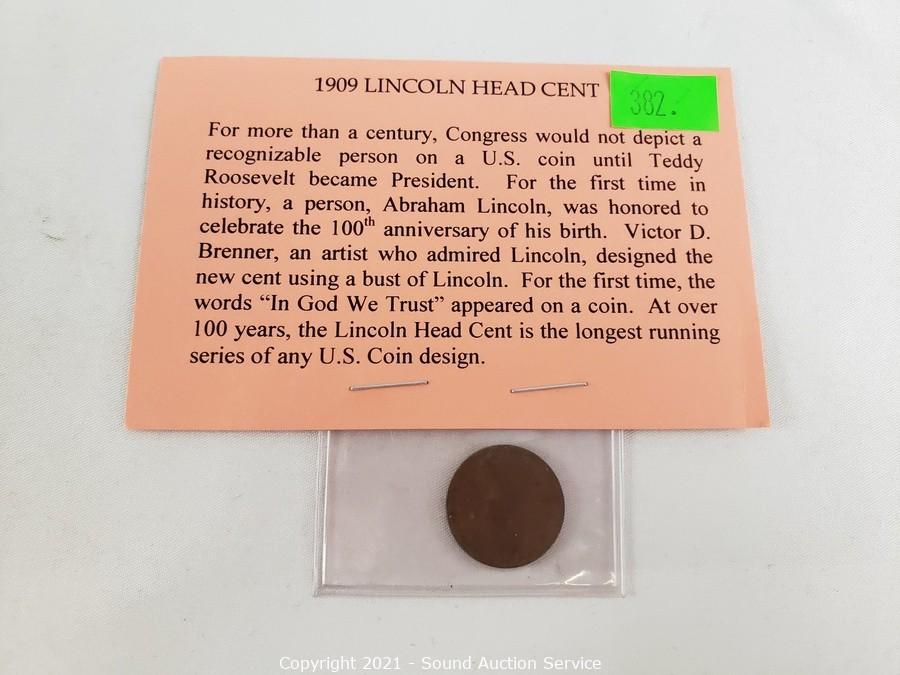 1909 LINCOLN HEAD CENT
382.
For more than a century, Congress would not depict a
recognizable person on a U.S. coin until Teddy
Roosevelt became President. For the first time in
history, a person, Abraham Lincoln, was honored to
celebrate the 100th anniversary of his birth. Victor D.
Brenner, an artist who admired Lincoln, designed the
new cent using a bust of Lincoln. For the first time, the
words “In God We Trust” appeared on a coin. At over
100 years, the Lincoln Head Cent is the longest running
series of any U.S. Coin design.
Copyright 2021 - Sound Auction Service